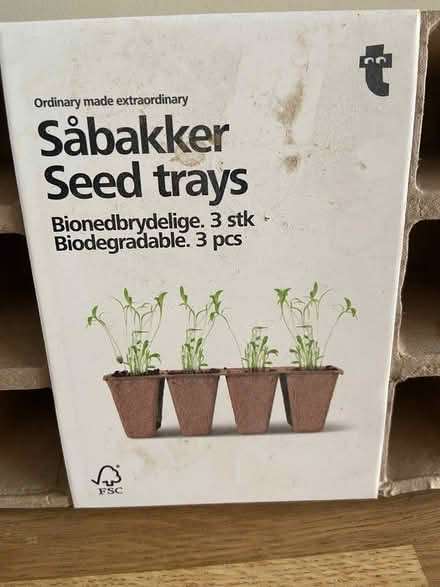 t
Ordinary made extraordinary
Såbakker
Seed trays
Bionedbrydelige. 3 stk
Biodegradable. 3 pcs
FSC